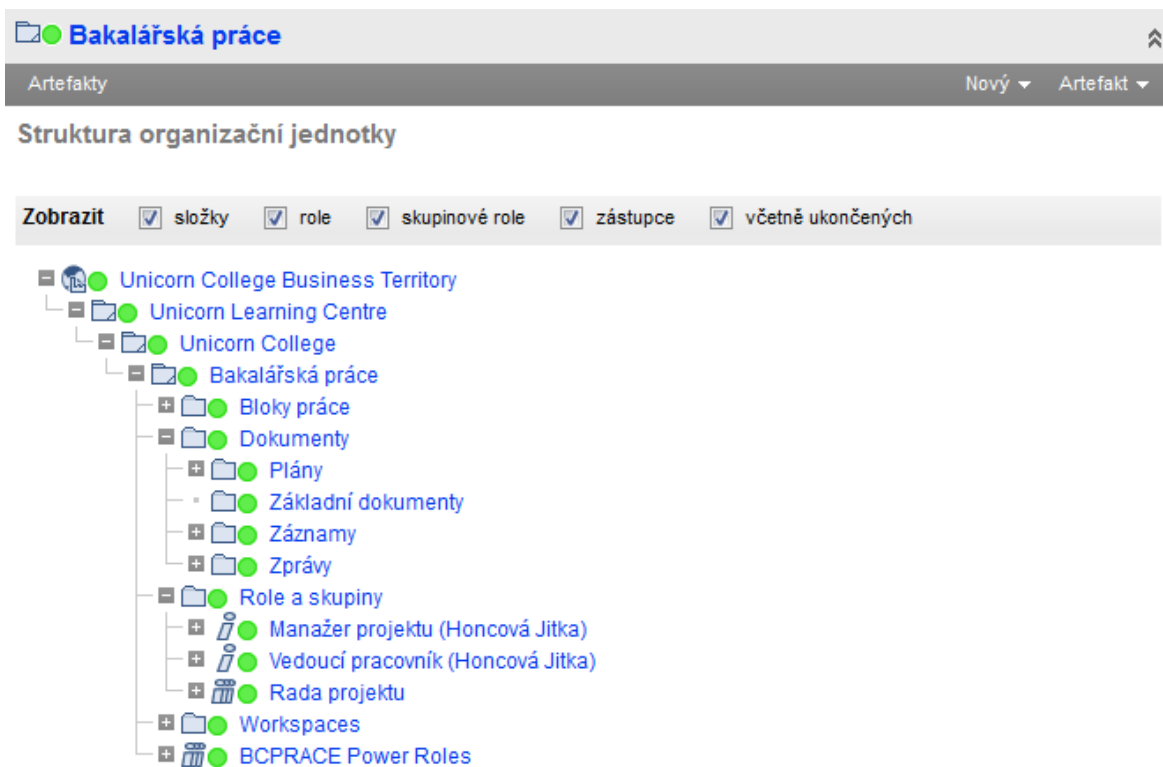 Bakalářská práce
Artefakty Nový Artefakt
Struktura organizační jednotky
Zobrazit složky role skupinové role zástupce včetně ukončených
Unicorn College Business Territory
Unicorn Learning Centre
Unicorn College
Bakalářská práce
Bloky práce
Dokumenty
Plány
Základní dokumenty
Záznamy
Zprávy
Role a skupiny
Manažer projektu (Honcová Jitka)
Vedoucí pracovník (Honcová Jitka)
Rada projektu
Workspaces
BCPRACE Power Roles